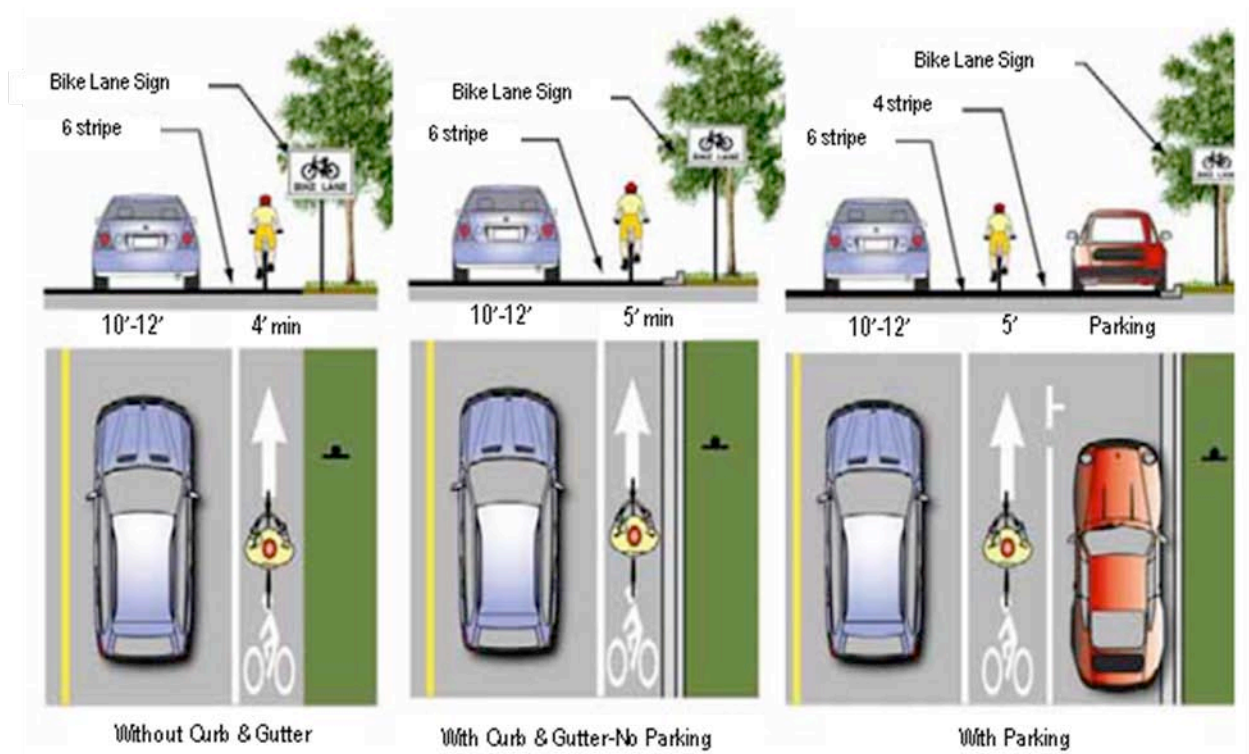 Bike Lane Sign
6 stripe
BIKE LANE
10'-12'
4' min
Without Curb & Gutter
Bike Lane Sign
6 stripe
BIKE LANE
10'-12'
5' min
With Curb & Gutter-No Parking
Bike Lane Sign
4 stripe
6 stripe
BIKE LAN
10'-12'
5'
Parking
With Parking